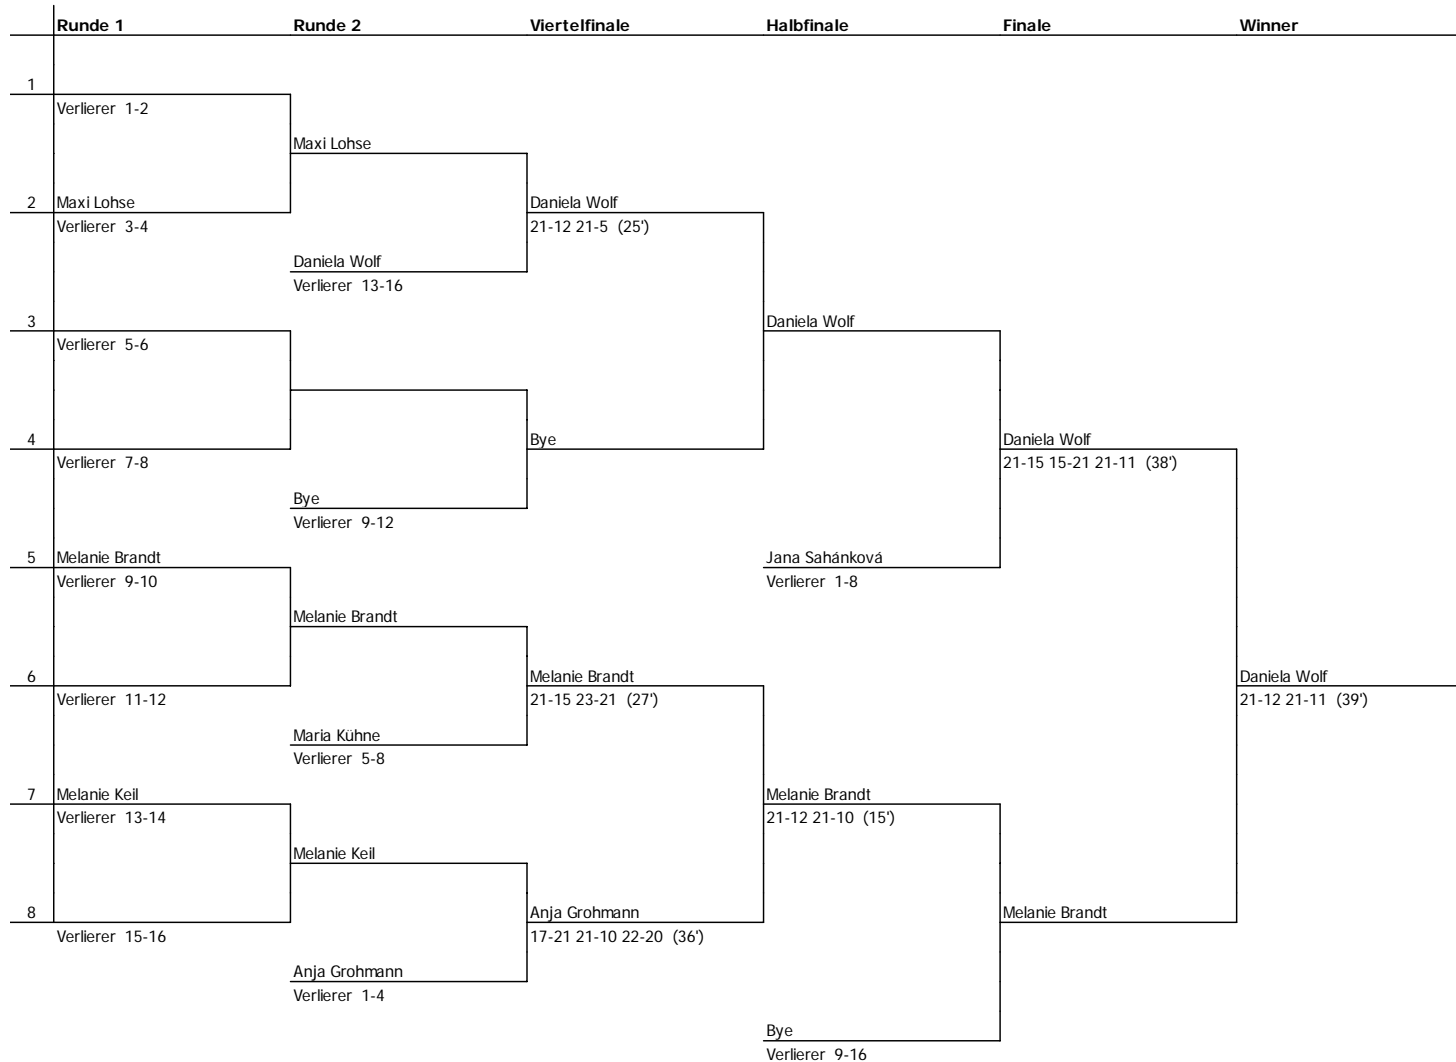 Runde 1 Runde 2 Viertelfinale Halbfinale Finale Winner
1
Verlierer 1-2
Maxi Lohse
2 Maxi Lohse Daniela Wolf
Verlierer 3-4 21-12 21-5 (25')
Daniela Wolf
Verlierer 13-16
3 Daniela Wolf
Verlierer 5-6
4 Bye Daniela Wolf
Verlierer 7-8 21-15 15-21 21-11 (38')
Bye
Verlierer 9-12
5 Melanie Brandt Jana Sahánková
Verlierer 9-10 Verlierer 1-8
Melanie Brandt
6 Melanie Brandt Daniela Wolf
Verlierer 11-12 21-15 23-21 (27') 21-12 21-11 (39')
Maria Kühne
Verlierer 5-8
7 Melanie Keil Melanie Brandt
Verlierer 13-14 21-12 21-10 (15')
Melanie Keil
8 Anja Grohmann Melanie Brandt
Verlierer 15-16 17-21 21-10 22-20 (36')
Anja Grohmann
Verlierer 1-4
Bye
Verlierer 9-16